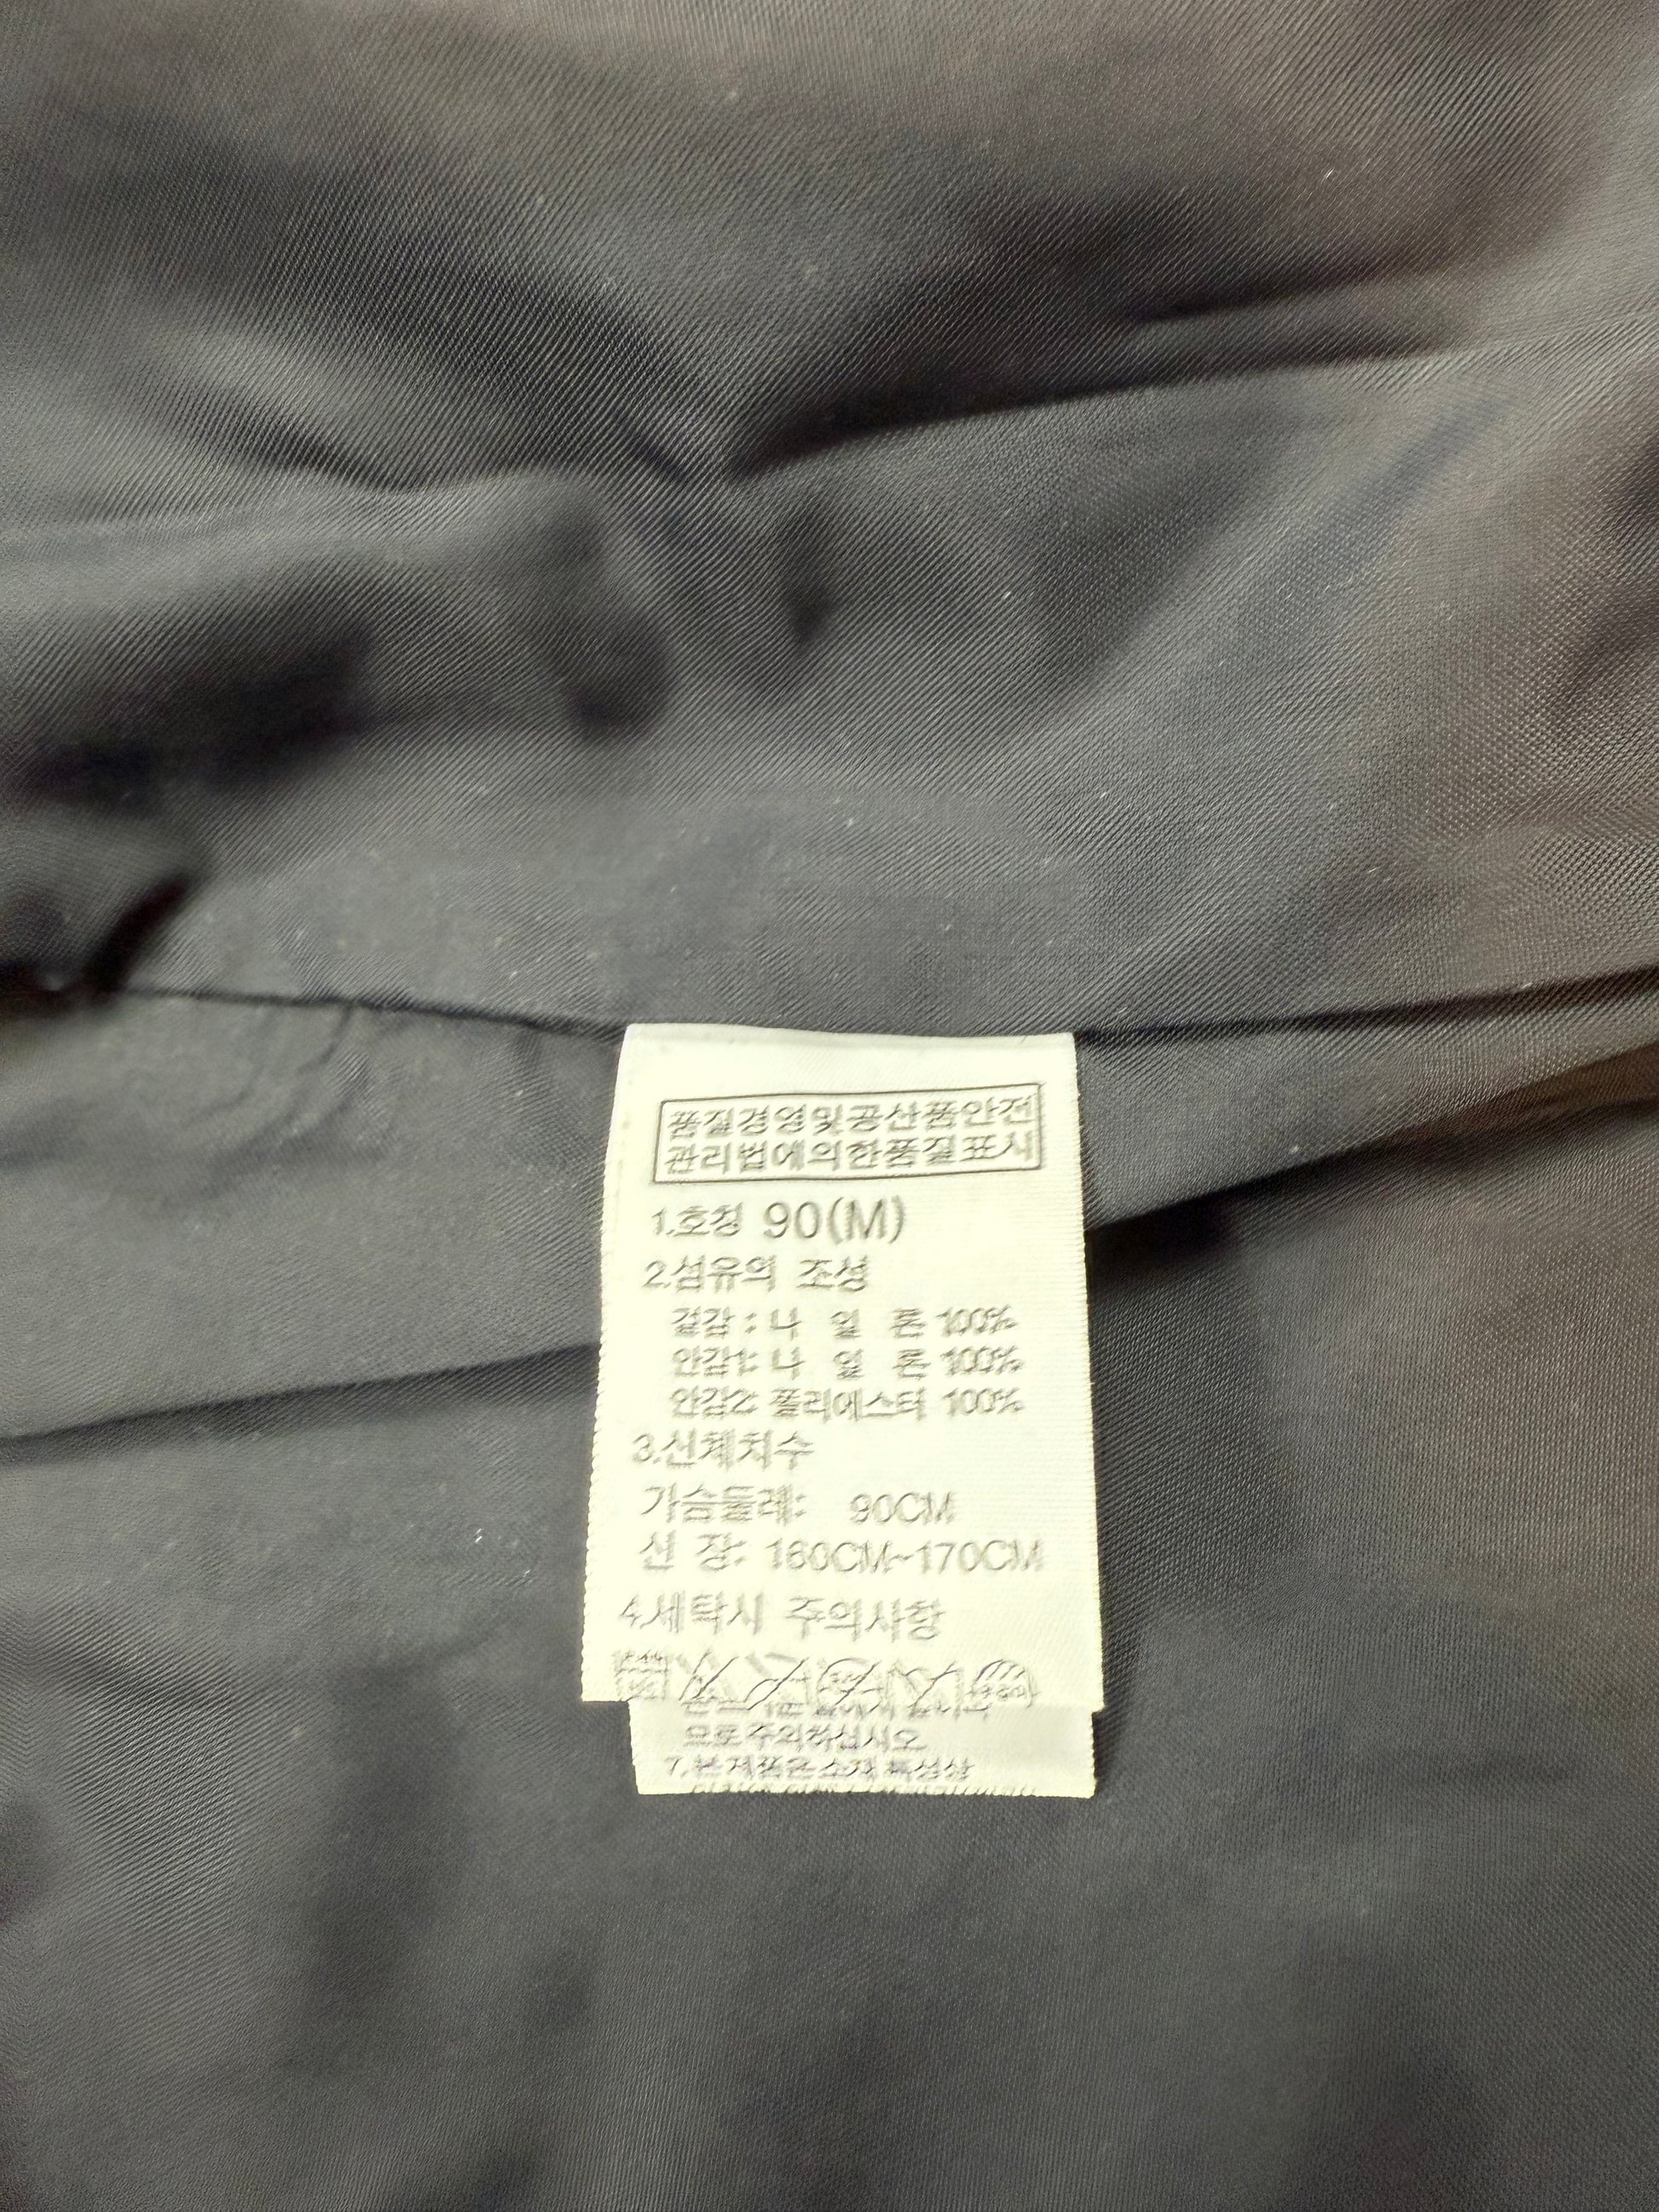 품질경영및공산품안전
관리법에의한품질표시
1.호칭 90(M)
2.섬유의 조성
겉감 : 나 일 론 100%
안감1: 나 일 론 100%
안감2: 폴리에스터 100%
3.신체치수
가슴둘레: 90CM
신 장: 160CM~170CM
4.세탁시 주의사항
므로 주의하십시오
7.본 제품은 소재 특성상